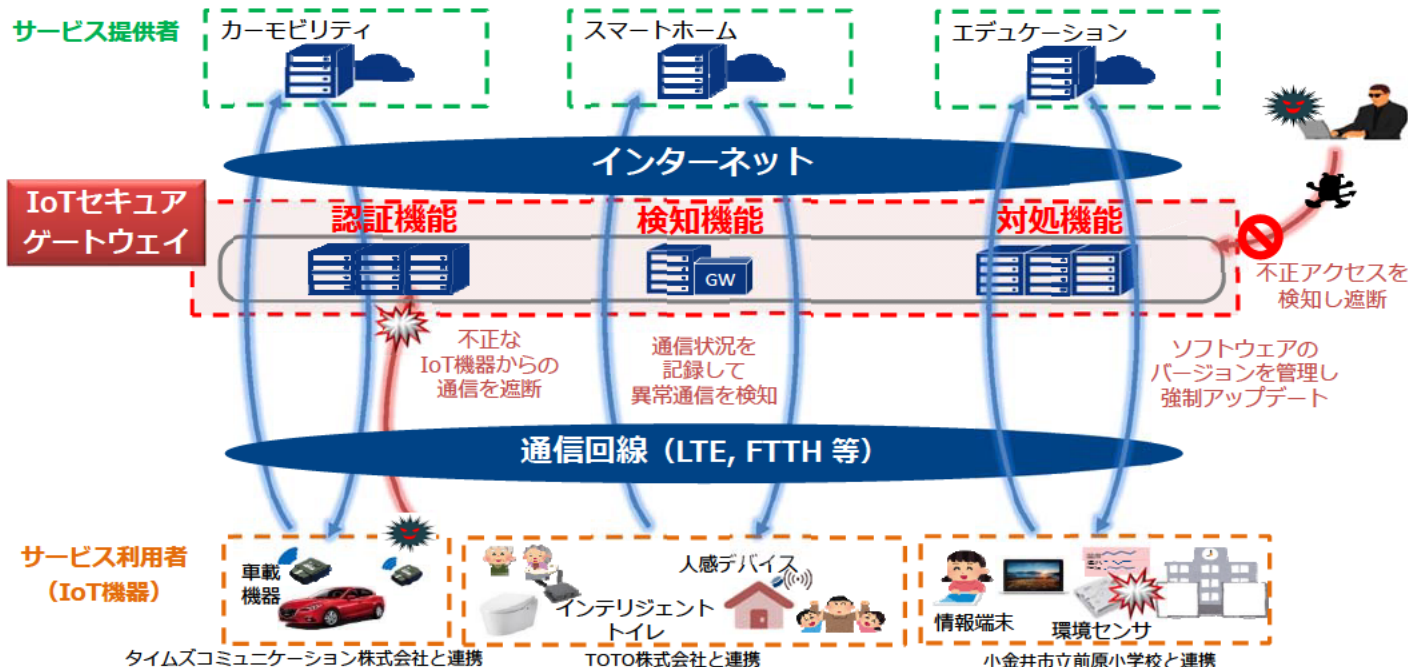 サービス提供者
カーモビリティ
スマートホーム
エデュケーション
インターネット
IoTセキュア
ゲートウェイ
認証機能
検知機能
対処機能
GW
不正アクセスを
検知し遮断
不正な
IoT機器からの
通信を遮断
通信状況を
記録して
異常通信を検知
ソフトウェアの
バージョンを管理し
強制アップデート
通信回線（LTE, FTTH 等）
サービス利用者
（IoT機器）
車載
機器
人感デバイス
インテリジェント
トイレ
情報端末
環境センサ
タイムズコミュニケーション株式会社と連携
TOTO株式会社と連携
小金井市立前原小学校と連携